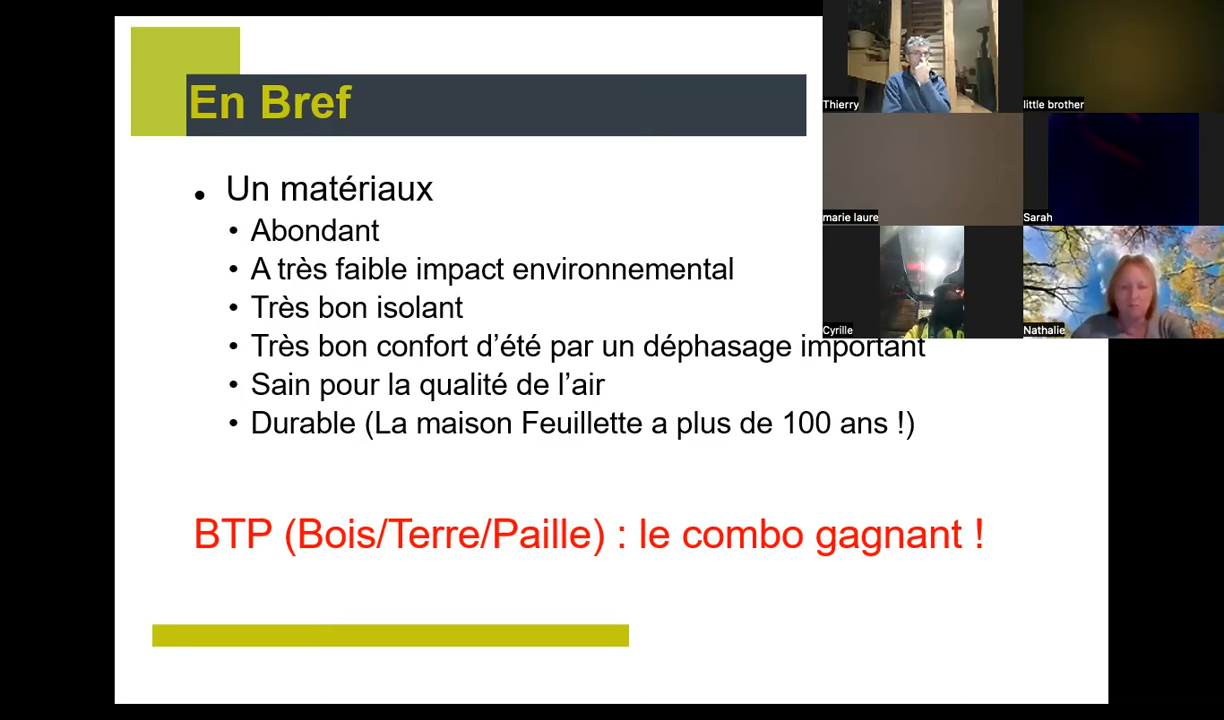 En Bref
Un matériaux
Abondant
A très faible impact environnemental
Très bon isolant
Très bon confort d’été par un déphasage important
Sain pour la qualité de l’air
Durable (La maison Feuillette a plus de 100 ans !)
BTP (Bois/Terre/Paille) : le combo gagnant !
Thierry
little brother
marie laure
Sarah
Cyrille
Nathalie